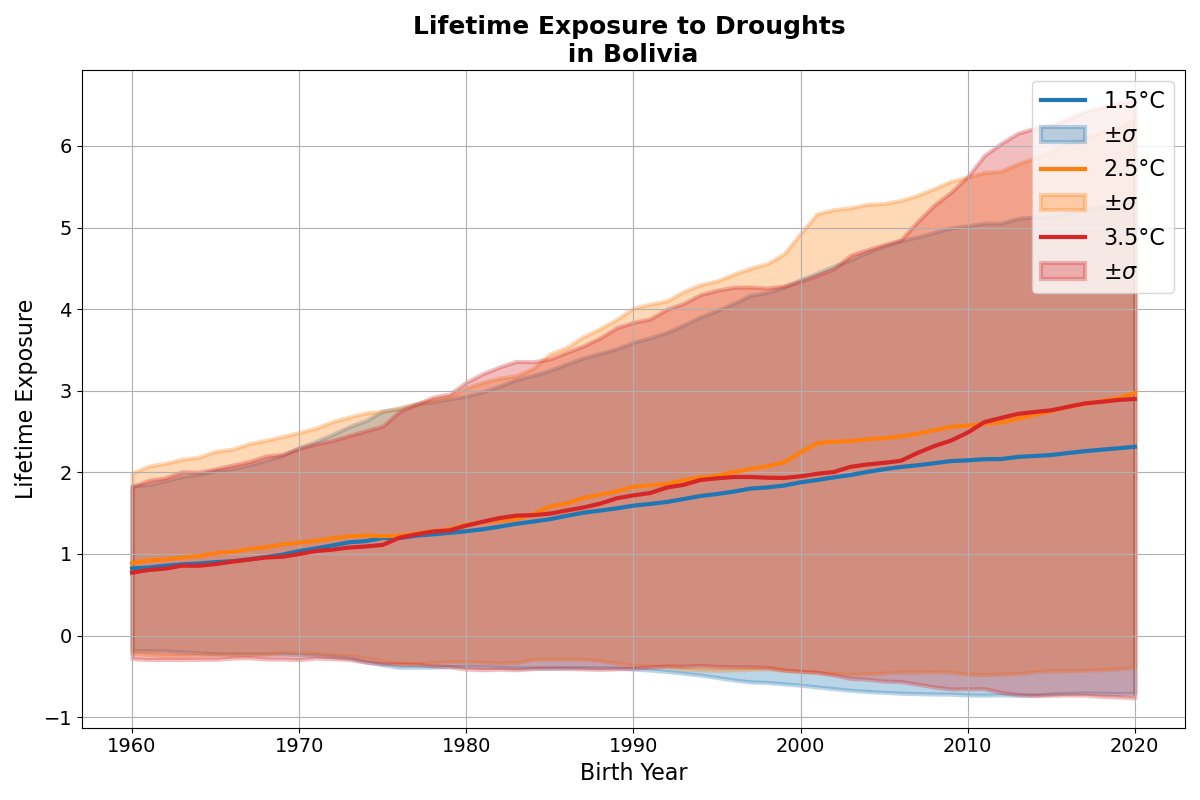 Lifetime Exposure to Droughts
in Bolivia
Lifetime Exposure
6
5
4
3
2
1
0
−1
1960 1970 1980 1990 2000 2010 2020
Birth Year
1.5°C
±σ
2.5°C
±σ
3.5°C
±σ